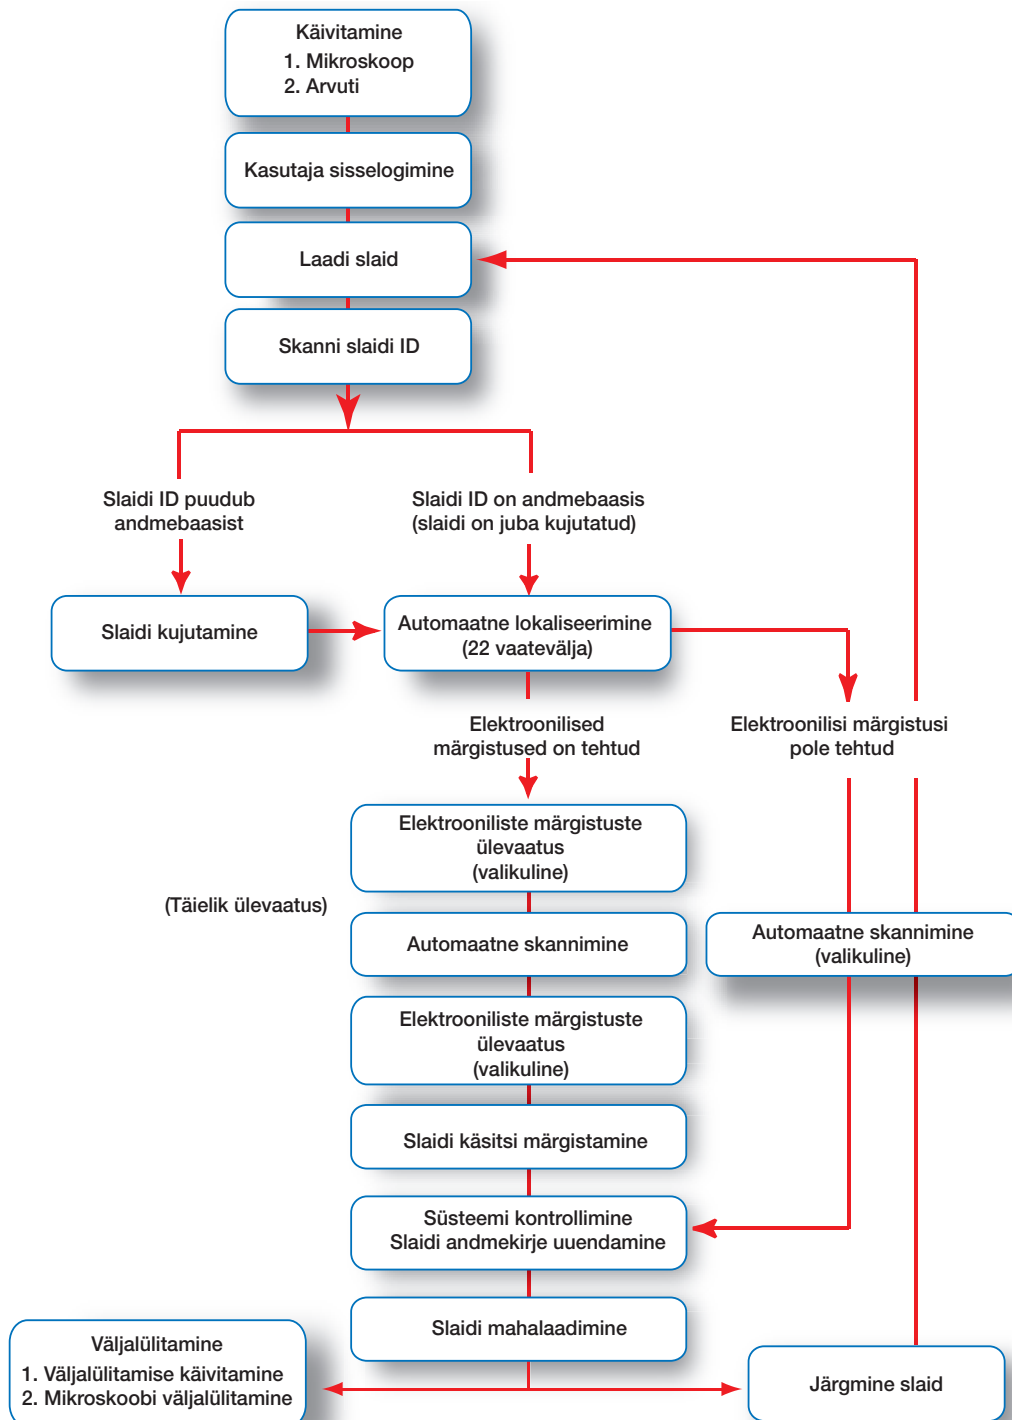 Käivitamine
1. Mikroskoop
2. Arvuti
Kasutaja sisselogimine
Laadi slaid
Skanni slaidi ID
Slaidi ID puudub
andmebaasist
Slaidi ID on andmebaasis
(slaidi on juba kujutatud)
Slaidi kujutamine
Automaatne lokaliseerimine
(22 vaatevälja)
Elektroonilised
märgistused on tehtud
Elektroonilisi märgistusi
pole tehtud
Elektrooniliste märgistuste
ülevaatus
(valikuline)
(Täielik ülevaatus)
Automaatne skannimine
Automaatne skannimine
(valikuline)
Elektrooniliste märgistuste
ülevaatus
(valikuline)
Slaidi käsitsi märgistamine
Süsteemi kontrollimine
Slaidi andmekirje uuendamine
Slaidi mahalaadimine
Väljalülitamine
1. Väljalülitamise käivitamine
2. Mikroskoobi väljalülitamine
Järgmine slaid